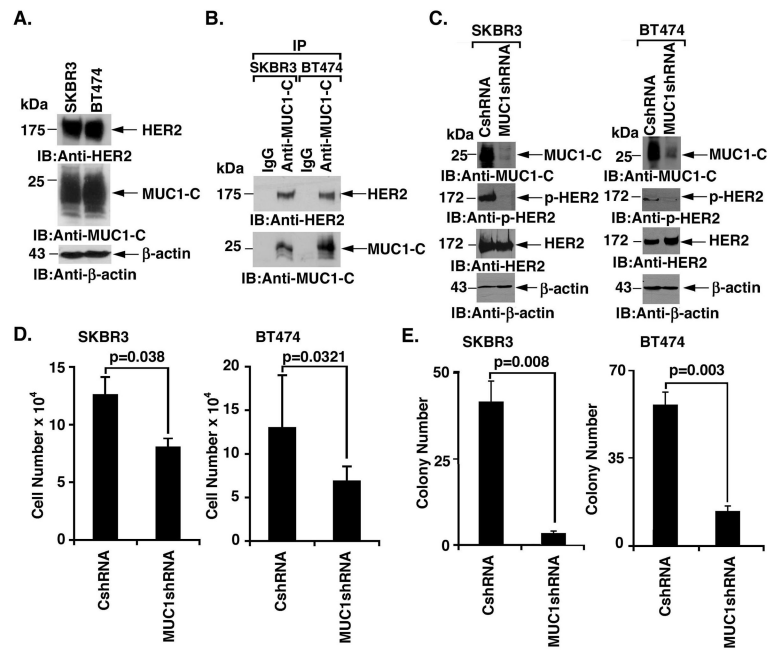 A.
SKBR3
BT474
kDa
175
HER2
IB:Anti-HER2
25
MUC1-C
IB:Anti-MUC1-C
43
β-actin
IB:Anti-β-actin
B.
IP
SKBR3 BT474
IgG
Anti-MUC1-C
IgG
Anti-MUC1-C
kDa
175
HER2
IB:Anti-HER2
25
MUC1-C
IB:Anti-MUC1-C
C.
SKBR3
CshRNA
MUC1shRNA
kDa
25
MUC1-C
IB:Anti-MUC1-C
172
p-HER2
IB:Anti-p-HER2
172
HER2
IB:Anti-HER2
43
β-actin
IB:Anti-β-actin
BT474
CshRNA
MUC1shRNA
kDa
25
MUC1-C
IB:Anti-MUC1-C
172
p-HER2
IB:Anti-p-HER2
172
HER2
IB:Anti-HER2
43
β-actin
IB:Anti-β-actin
D.
SKBR3
p=0.038
Cell Number x 10⁴
15
10
5
0
CshRNA
MUC1shRNA
BT474
p=0.0321
Cell Number x 10⁴
20
15
10
5
0
CshRNA
MUC1shRNA
E.
SKBR3
p=0.008
Colony Number
50
25
0
CshRNA
MUC1shRNA
BT474
p=0.003
Colony Number
70
35
0
CshRNA
MUC1shRNA